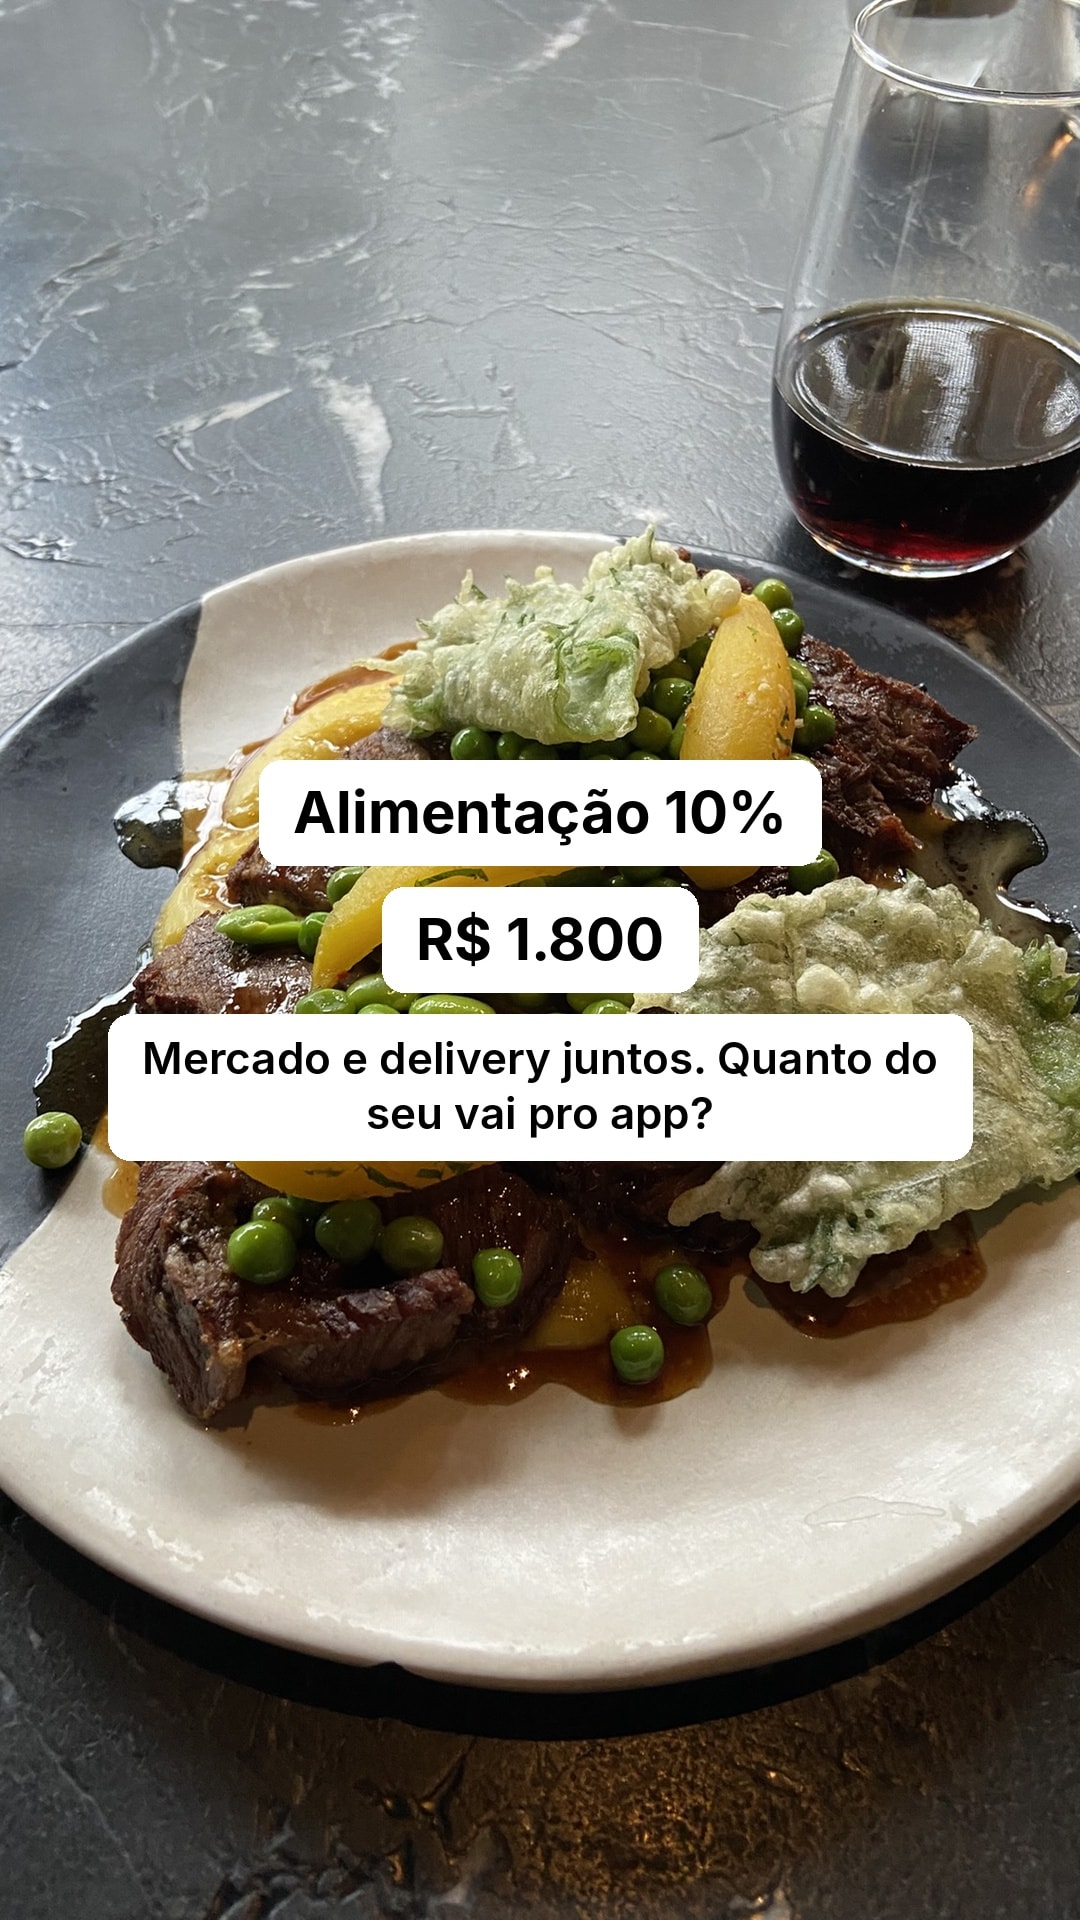 Alimentação 10%
R$ 1.800
Mercado e delivery juntos. Quanto do
seu vai pro app?